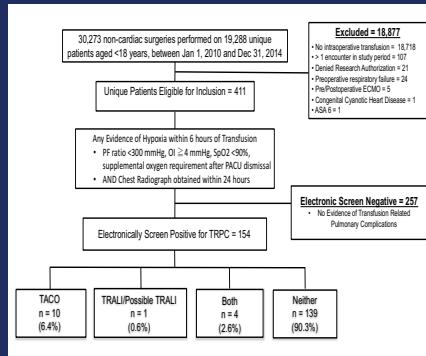 30,273 non-cardiac surgeries performed on 19,288 unique
patients aged <18 years, between Jan 1, 2010 and Dec 31, 2014
Excluded = 18,877
• No intraoperative transfusion = 18,718
• > 1 encounter in study period = 107
• Denied Research Authorization = 21
• Preoperative respiratory failure = 24
• Pre/Postoperative ECMO = 5
• Congenital Cyanotic Heart Disease = 1
• ASA 6 = 1
Unique Patients Eligible for Inclusion = 411
Any Evidence of Hypoxia within 6 hours of Transfusion
• PF ratio <300 mmHg, OI ≧4 mmHg, SpO2 <90%,
supplemental oxygen requirement after PACU dismissal
• AND Chest Radiograph obtained within 24 hours
Electronic Screen Negative = 257
• No Evidence of Transfusion Related
Pulmonary Complications
Electronically Screen Positive for TRPC = 154
TACO
n = 10
(6.4%)
TRALI/Possible TRALI
n = 1
(0.6%)
Both
n = 4
(2.6%)
Neither
n = 139
(90.3%)